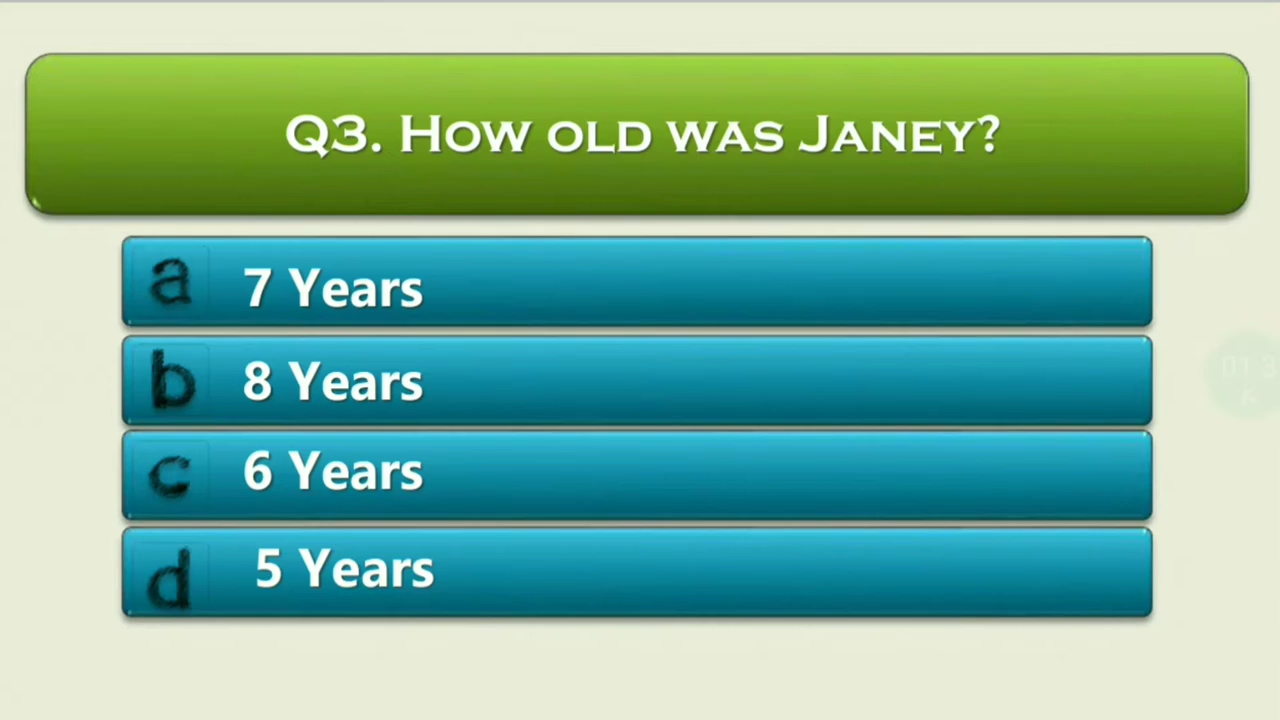 Q3. How old was Janey?
a 7 Years
b 8 Years
c 6 Years
d 5 Years